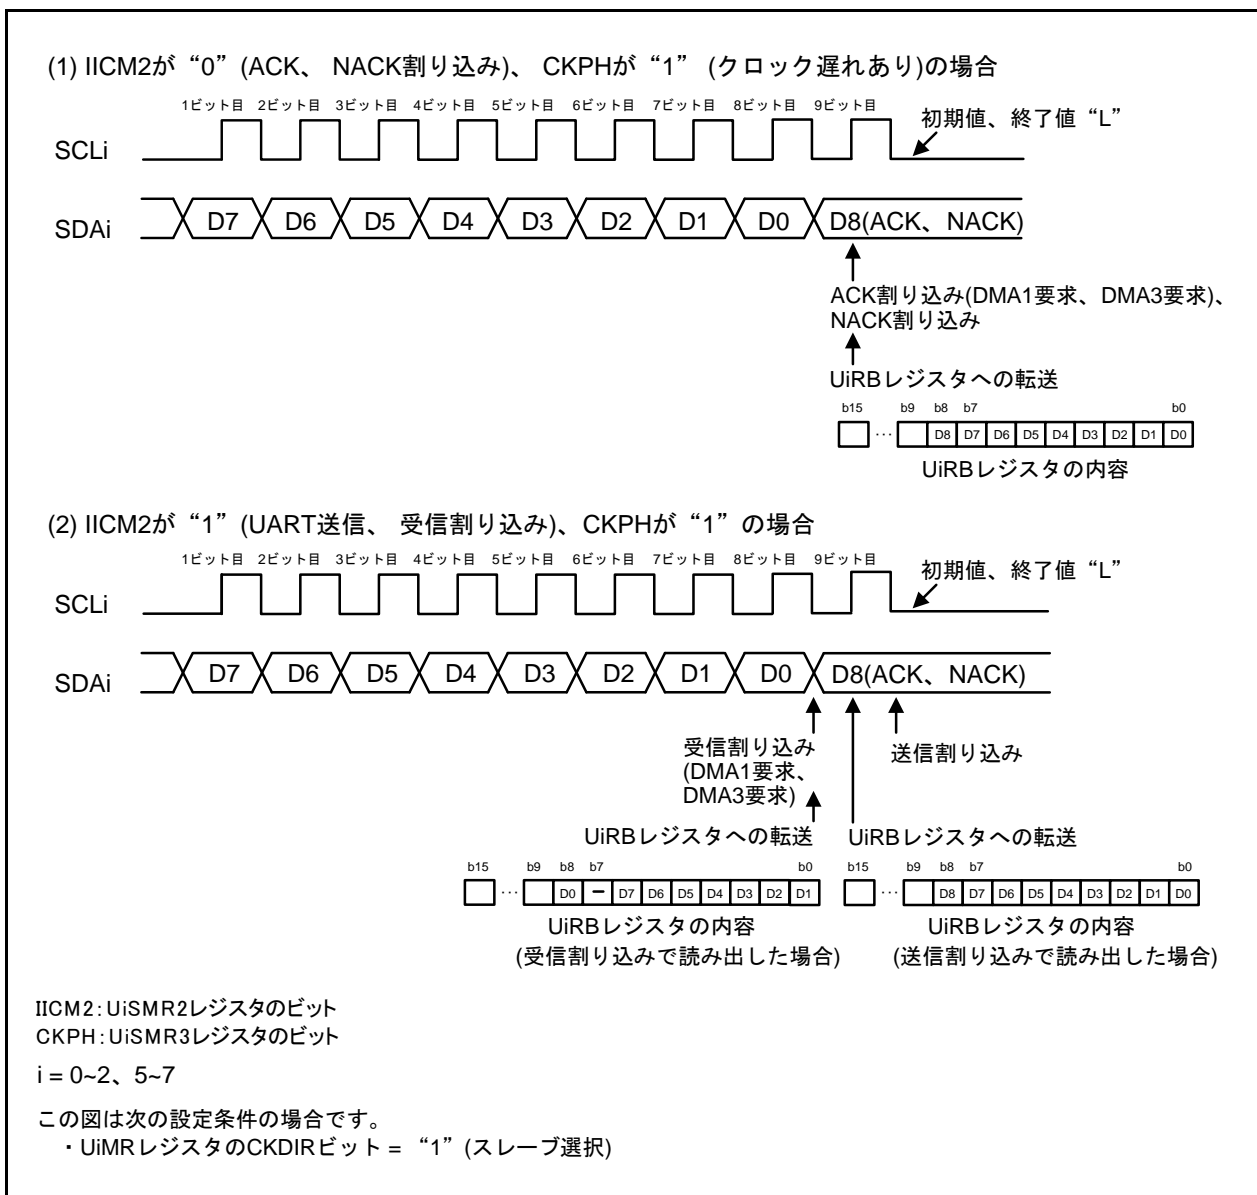 (1) IICM2が“0”(ACK、 NACK割り込み)、 CKPHが“1” (クロック遅れあり)の場合
1ビット目 2ビット目 3ビット目 4ビット目 5ビット目 6ビット目 7ビット目 8ビット目 9ビット目
初期値、終了値“L”
SCLi
SDAi
D7 D6 D5 D4 D3 D2 D1 D0 D8(ACK、NACK)
ACK割り込み(DMA1要求、DMA3要求)、
NACK割り込み
UiRBレジスタへの転送
b15 b9 b8 b7 b0
… D8 D7 D6 D5 D4 D3 D2 D1 D0
UiRBレジスタの内容
(2) IICM2が“1”(UART送信、 受信割り込み)、CKPHが“1”の場合
1ビット目 2ビット目 3ビット目 4ビット目 5ビット目 6ビット目 7ビット目 8ビット目 9ビット目
初期値、終了値“L”
SCLi
SDAi
D7 D6 D5 D4 D3 D2 D1 D0 D8(ACK、NACK)
受信割り込み
(DMA1要求、
DMA3要求)
送信割り込み
UiRBレジスタへの転送 UiRBレジスタへの転送
b15 b9 b8 b7 b0 b15 b9 b8 b7 b0
… D0 － D7 D6 D5 D4 D3 D2 D1 … D8 D7 D6 D5 D4 D3 D2 D1 D0
UiRBレジスタの内容 UiRBレジスタの内容
(受信割り込みで読み出した場合) (送信割り込みで読み出した場合)
IICM2：UiSMR2レジスタのビット
CKPH：UiSMR3レジスタのビット
i = 0~2、5~7
この図は次の設定条件の場合です。
・UiMRレジスタのCKDIRビット = “1”(スレーブ選択)